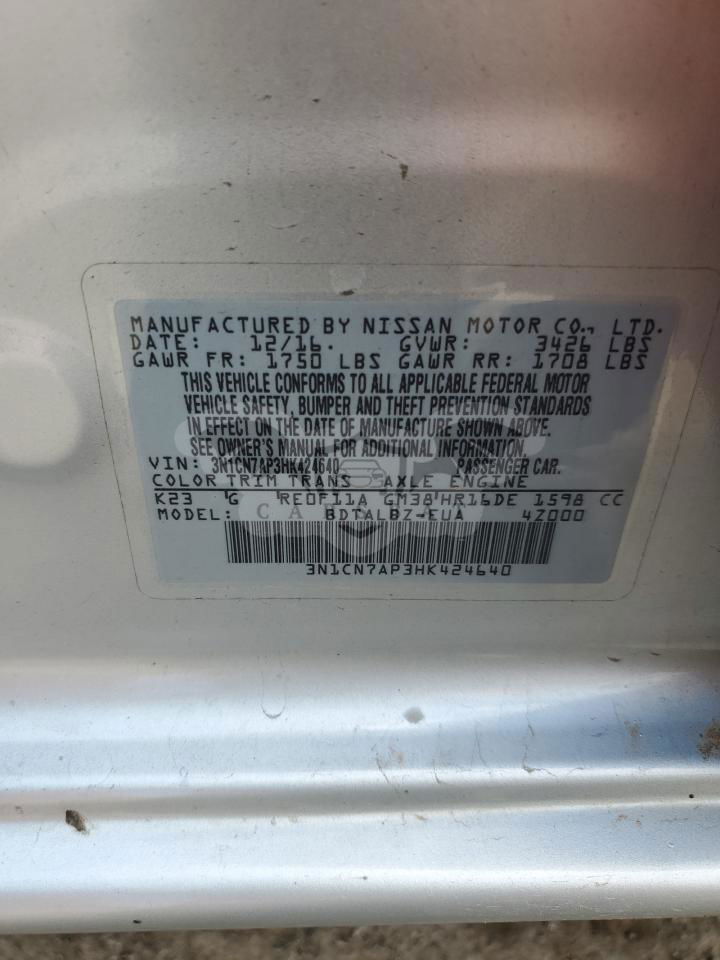 MANUFACTURED BY NISSAN MOTOR CO., LTD.
DATE: 12/16. GVWR: 3426 LBS
GAWR FR: 1750 LBS GAWR RR: 1708 LBS
THIS VEHICLE CONFORMS TO ALL APPLICABLE FEDERAL MOTOR
VEHICLE SAFETY, BUMPER AND THEFT PREVENTION STANDARDS
IN EFFECT ON THE DATE OF MANUFACTURE SHOWN ABOVE.
SEE OWNER'S MANUAL FOR ADDITIONAL INFORMATION.
VIN: 3N1CN7AP3HK424640 PASSENGER CAR.
COLOR TRIM TRANS AXLE ENGINE
K23 G RE0F11A GM38 HR16DE 1598 CC
MODEL: BDTALBZ-EUA 4Z000
3N1CN7AP3HK424640